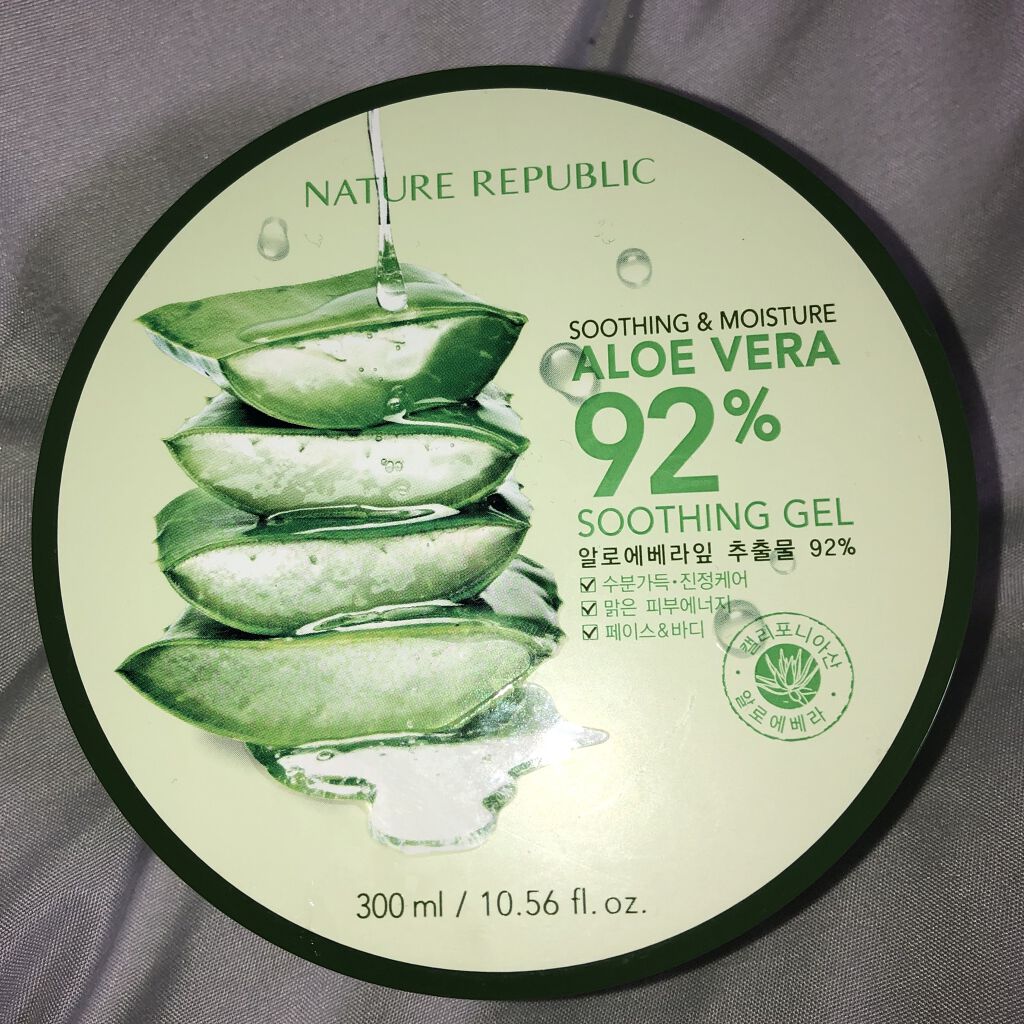 NATURE REPUBLIC
SOOTHING & MOISTURE
ALOE VERA
92%
SOOTHING GEL
알로에베라잎 추출물 92%
수분가득·진정케어
맑은 피부에너지
페이스&바디
캘리포니아산
알로에베라
300 ml / 10.56 fl. oz.